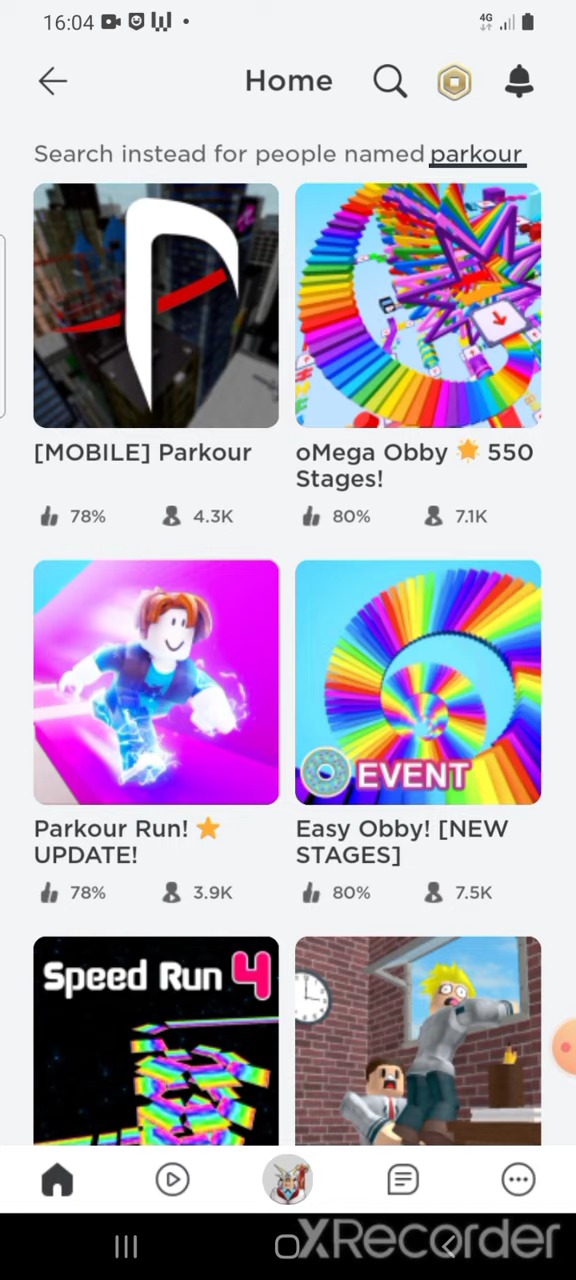 16:04
4G
Home
Search instead for people named parkour
[MOBILE] Parkour
78%
4.3K
oMega Obby ⭐ 550
Stages!
80%
7.1K
EVENT
Parkour Run! ⭐
UPDATE!
78%
3.9K
Easy Obby! [NEW
STAGES]
80%
7.5K
Speed Run 4
XRecorder